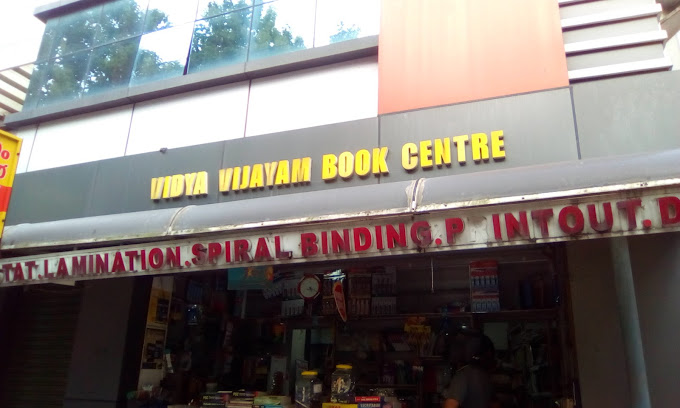 VIDYA VIJAYAM BOOK CENTRE
TAT.LAMINATION.SPIRAL BINDING.P INTOUT.D